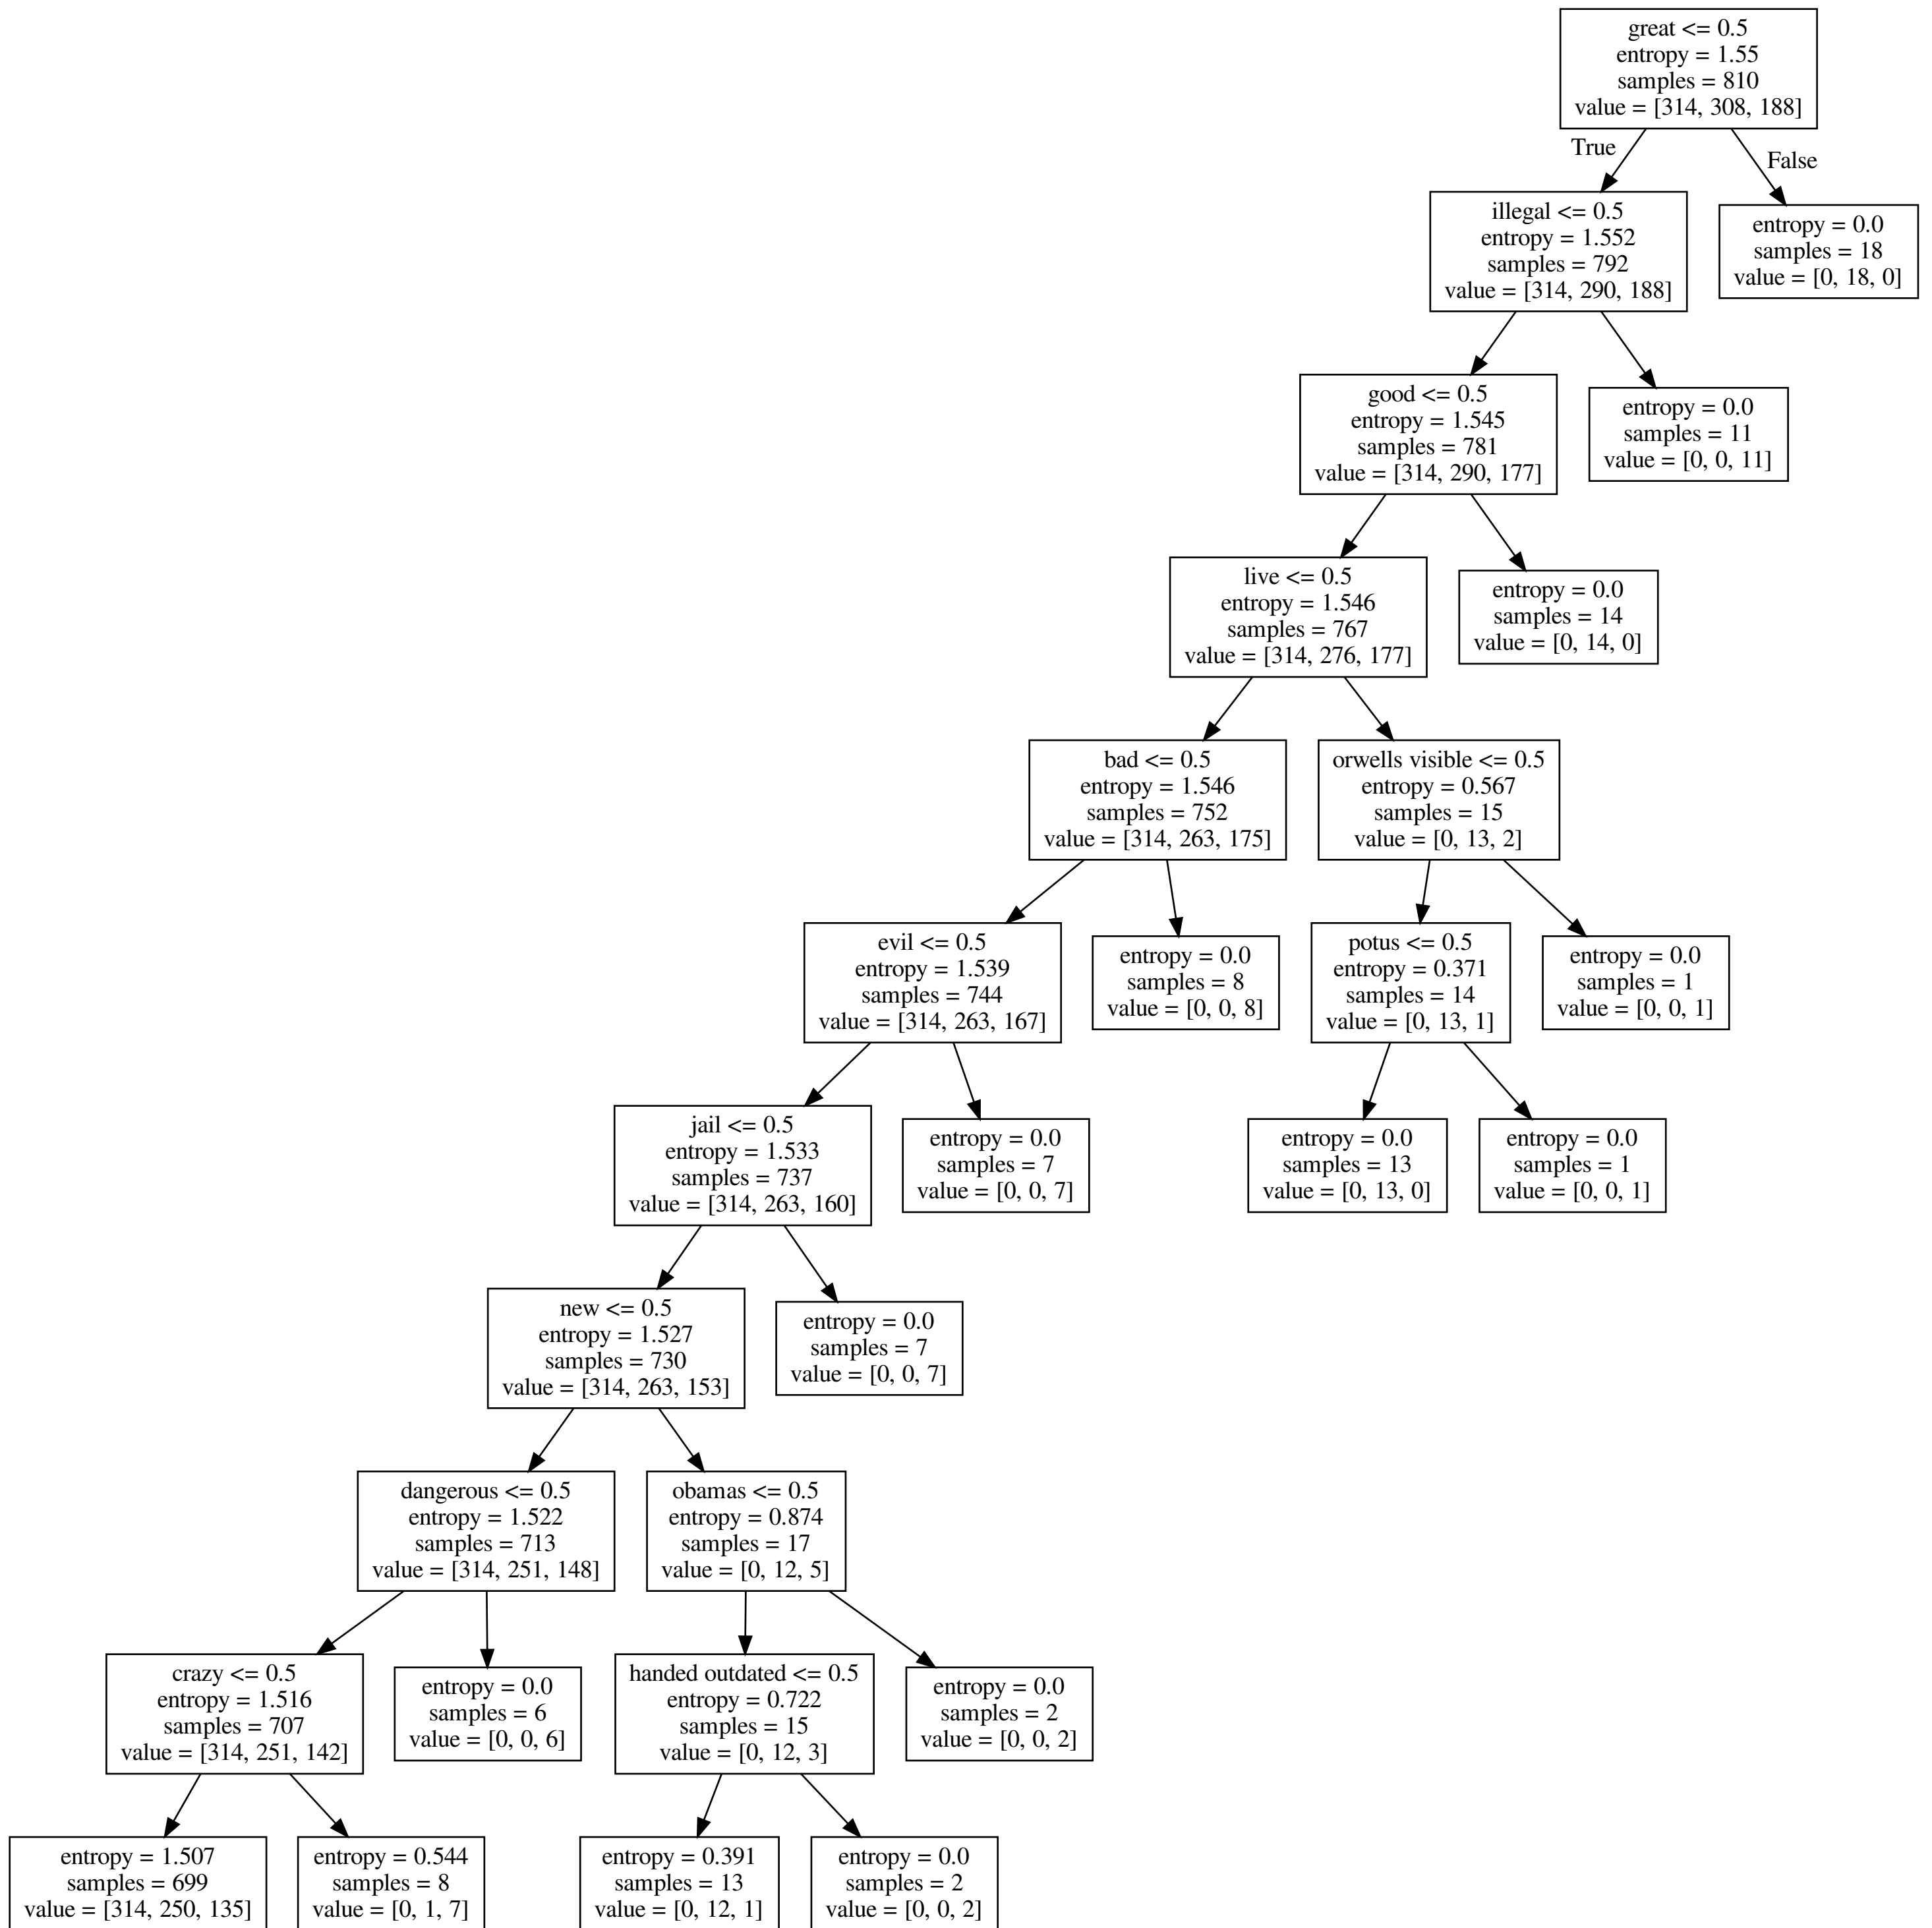 great <= 0.5
entropy = 1.55
samples = 810
value = [314, 308, 188]
True
False
illegal <= 0.5
entropy = 1.552
samples = 792
value = [314, 290, 188]
entropy = 0.0
samples = 18
value = [0, 18, 0]
good <= 0.5
entropy = 1.545
samples = 781
value = [314, 290, 177]
entropy = 0.0
samples = 11
value = [0, 0, 11]
live <= 0.5
entropy = 1.546
samples = 767
value = [314, 276, 177]
entropy = 0.0
samples = 14
value = [0, 14, 0]
bad <= 0.5
entropy = 1.546
samples = 752
value = [314, 263, 175]
orwells visible <= 0.5
entropy = 0.567
samples = 15
value = [0, 13, 2]
evil <= 0.5
entropy = 1.539
samples = 744
value = [314, 263, 167]
entropy = 0.0
samples = 8
value = [0, 0, 8]
potus <= 0.5
entropy = 0.371
samples = 14
value = [0, 13, 1]
entropy = 0.0
samples = 1
value = [0, 0, 1]
jail <= 0.5
entropy = 1.533
samples = 737
value = [314, 263, 160]
entropy = 0.0
samples = 7
value = [0, 0, 7]
entropy = 0.0
samples = 13
value = [0, 13, 0]
entropy = 0.0
samples = 1
value = [0, 0, 1]
new <= 0.5
entropy = 1.527
samples = 730
value = [314, 263, 153]
entropy = 0.0
samples = 7
value = [0, 0, 7]
dangerous <= 0.5
entropy = 1.522
samples = 713
value = [314, 251, 148]
obamas <= 0.5
entropy = 0.874
samples = 17
value = [0, 12, 5]
crazy <= 0.5
entropy = 1.516
samples = 707
value = [314, 251, 142]
entropy = 0.0
samples = 6
value = [0, 0, 6]
handed outdated <= 0.5
entropy = 0.722
samples = 15
value = [0, 12, 3]
entropy = 0.0
samples = 2
value = [0, 0, 2]
entropy = 1.507
samples = 699
value = [314, 250, 135]
entropy = 0.544
samples = 8
value = [0, 1, 7]
entropy = 0.391
samples = 13
value = [0, 12, 1]
entropy = 0.0
samples = 2
value = [0, 0, 2]